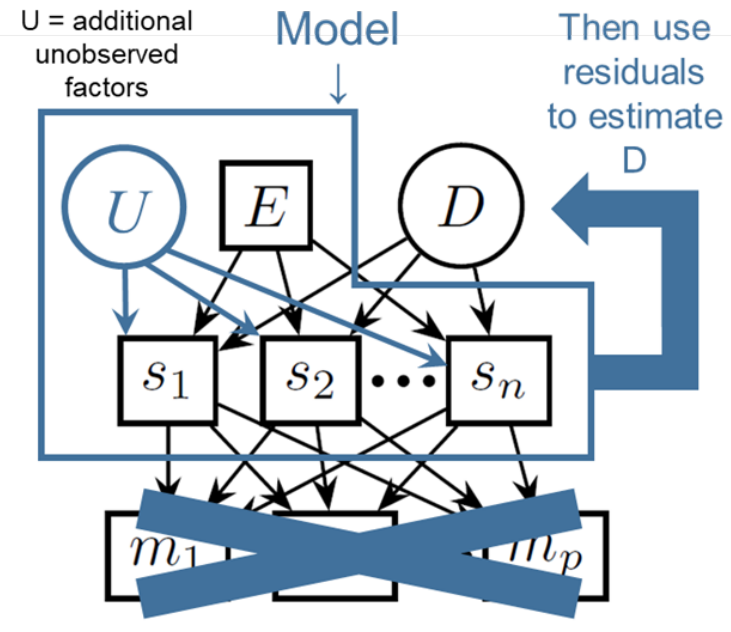 U = additional
unobserved
factors
Model
Then use
residuals
to estimate
D
U
E
D
s1
s2
...
sn
m1
mp